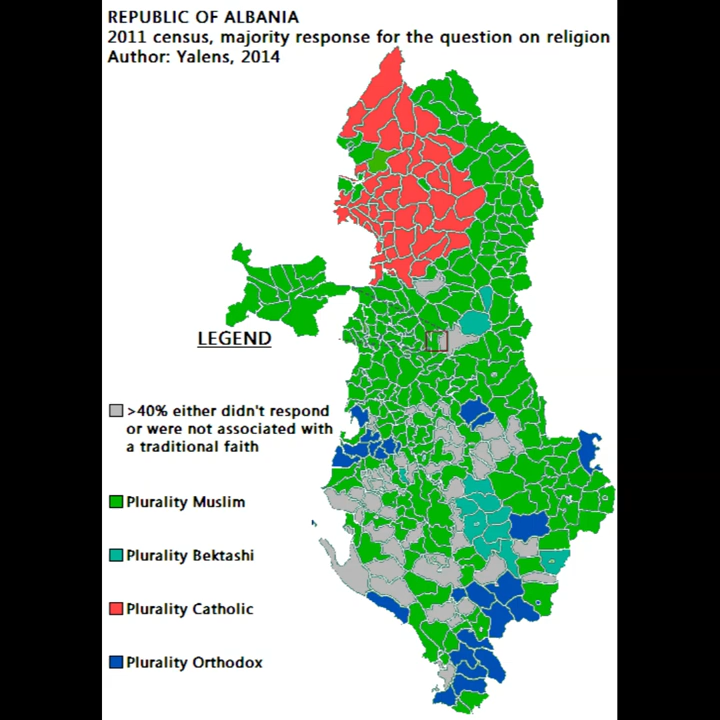 REPUBLIC OF ALBANIA
2011 census, majority response for the question on religion
Author: Yalens, 2014
LEGEND
>40% either didn't respond
or were not associated with
a traditional faith
Plurality Muslim
Plurality Bektashi
Plurality Catholic
Plurality Orthodox